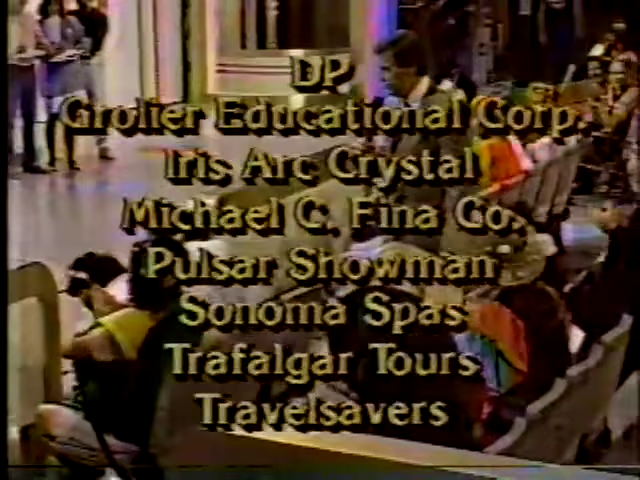 DP
Grolier Educational Corp.
Iris Arc Crystal
Michael C. Fina Co.
Pulsar Showman
Sonoma Spas
Trafalgar Tours
Travelsavers